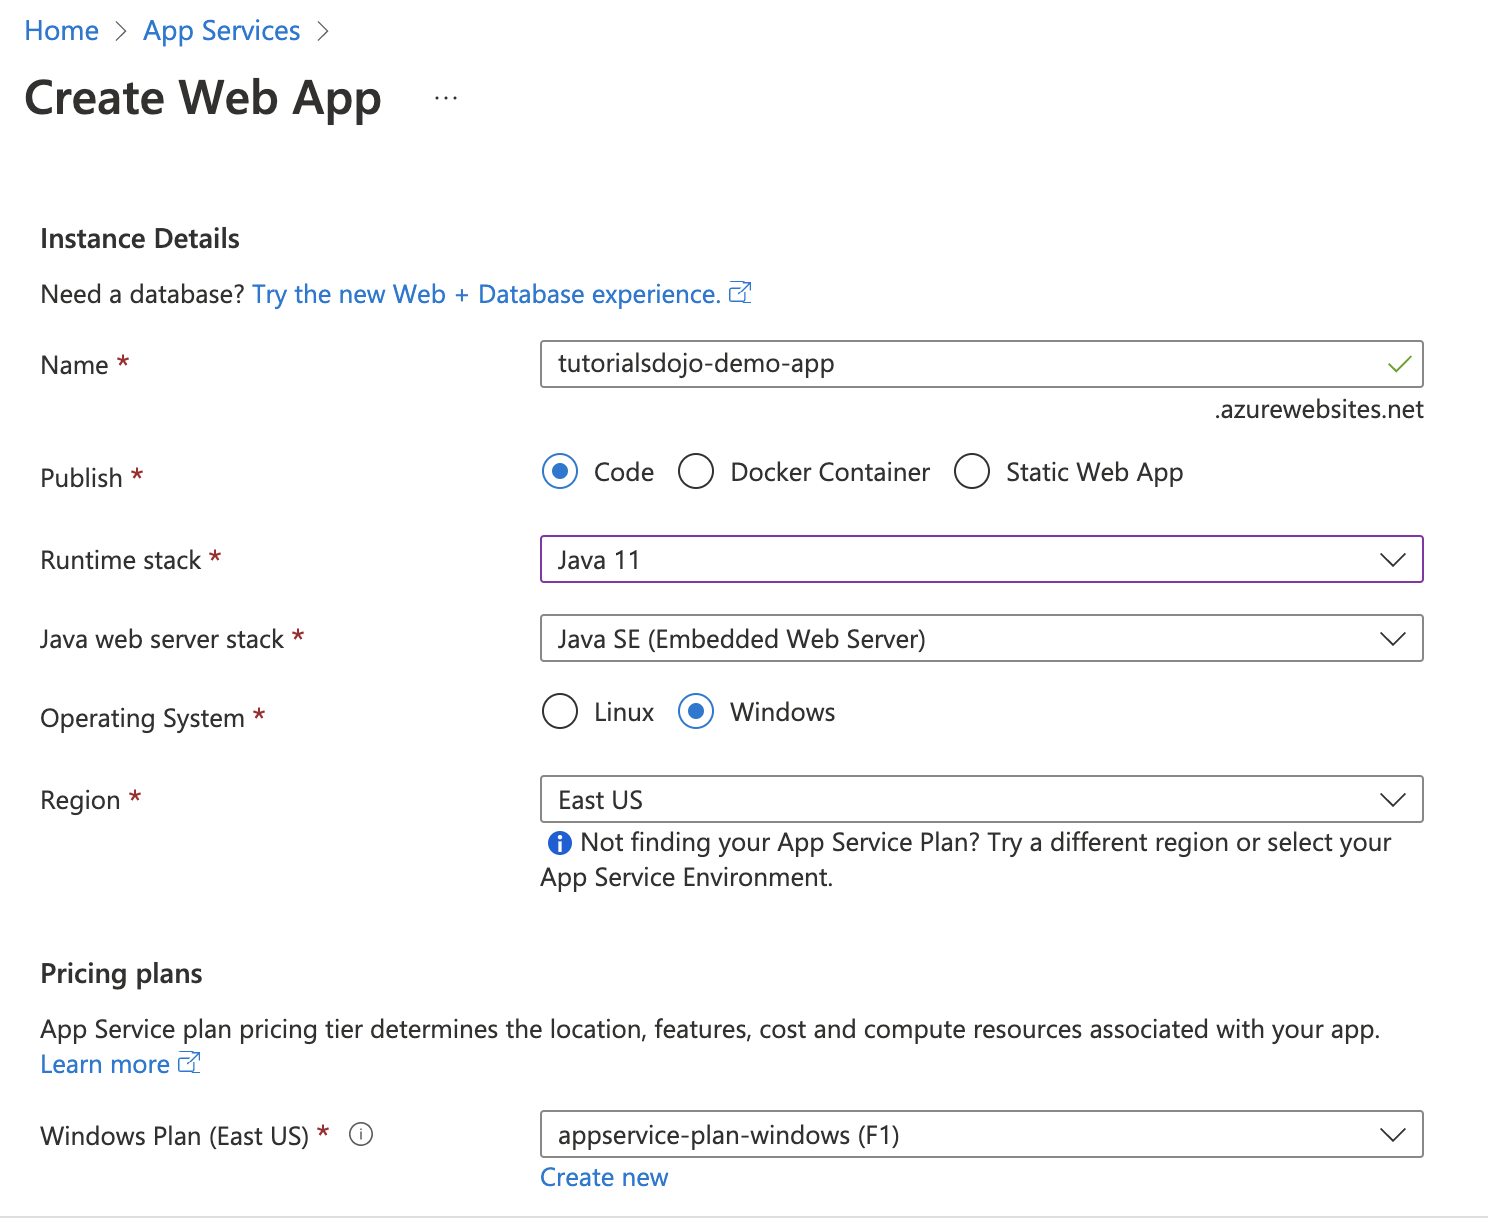 Home > App Services >
Create Web App ...
Instance Details
Need a database? Try the new Web + Database experience.
Name *
tutorialsdojo-demo-app
.azurewebsites.net
Publish *
Code Docker Container Static Web App
Runtime stack *
Java 11
Java web server stack *
Java SE (Embedded Web Server)
Operating System *
Linux Windows
Region *
East US
Not finding your App Service Plan? Try a different region or select your
App Service Environment.
Pricing plans
App Service plan pricing tier determines the location, features, cost and compute resources associated with your app.
Learn more
Windows Plan (East US) *
appservice-plan-windows (F1)
Create new